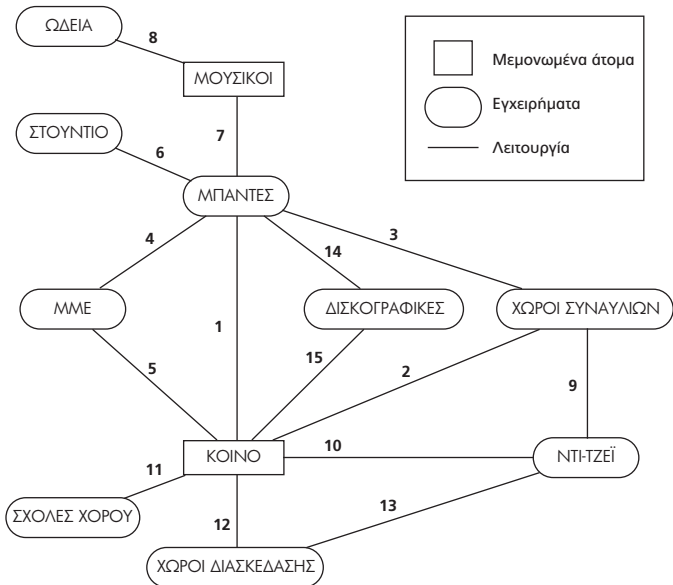 ΩΔΕΙΑ
8
ΜΟΥΣΙΚΟΙ
Μεμονωμένα άτομα
Εγχειρήματα
Λειτουργία
ΣΤΟΥΝΤΙΟ
7
6
ΜΠΑΝΤΕΣ
4
14
3
ΜΜΕ
ΔΙΣΚΟΓΡΑΦΙΚΕΣ
ΧΩΡΟΙ ΣΥΝΑΥΛΙΩΝ
1
5
15
2
9
ΚΟΙΝΟ
10
ΝΤΙ-ΤΖΕΪ
11
ΣΧΟΛΕΣ ΧΟΡΟΥ
12
13
ΧΩΡΟΙ ΔΙΑΣΚΕΔΑΣΗΣ